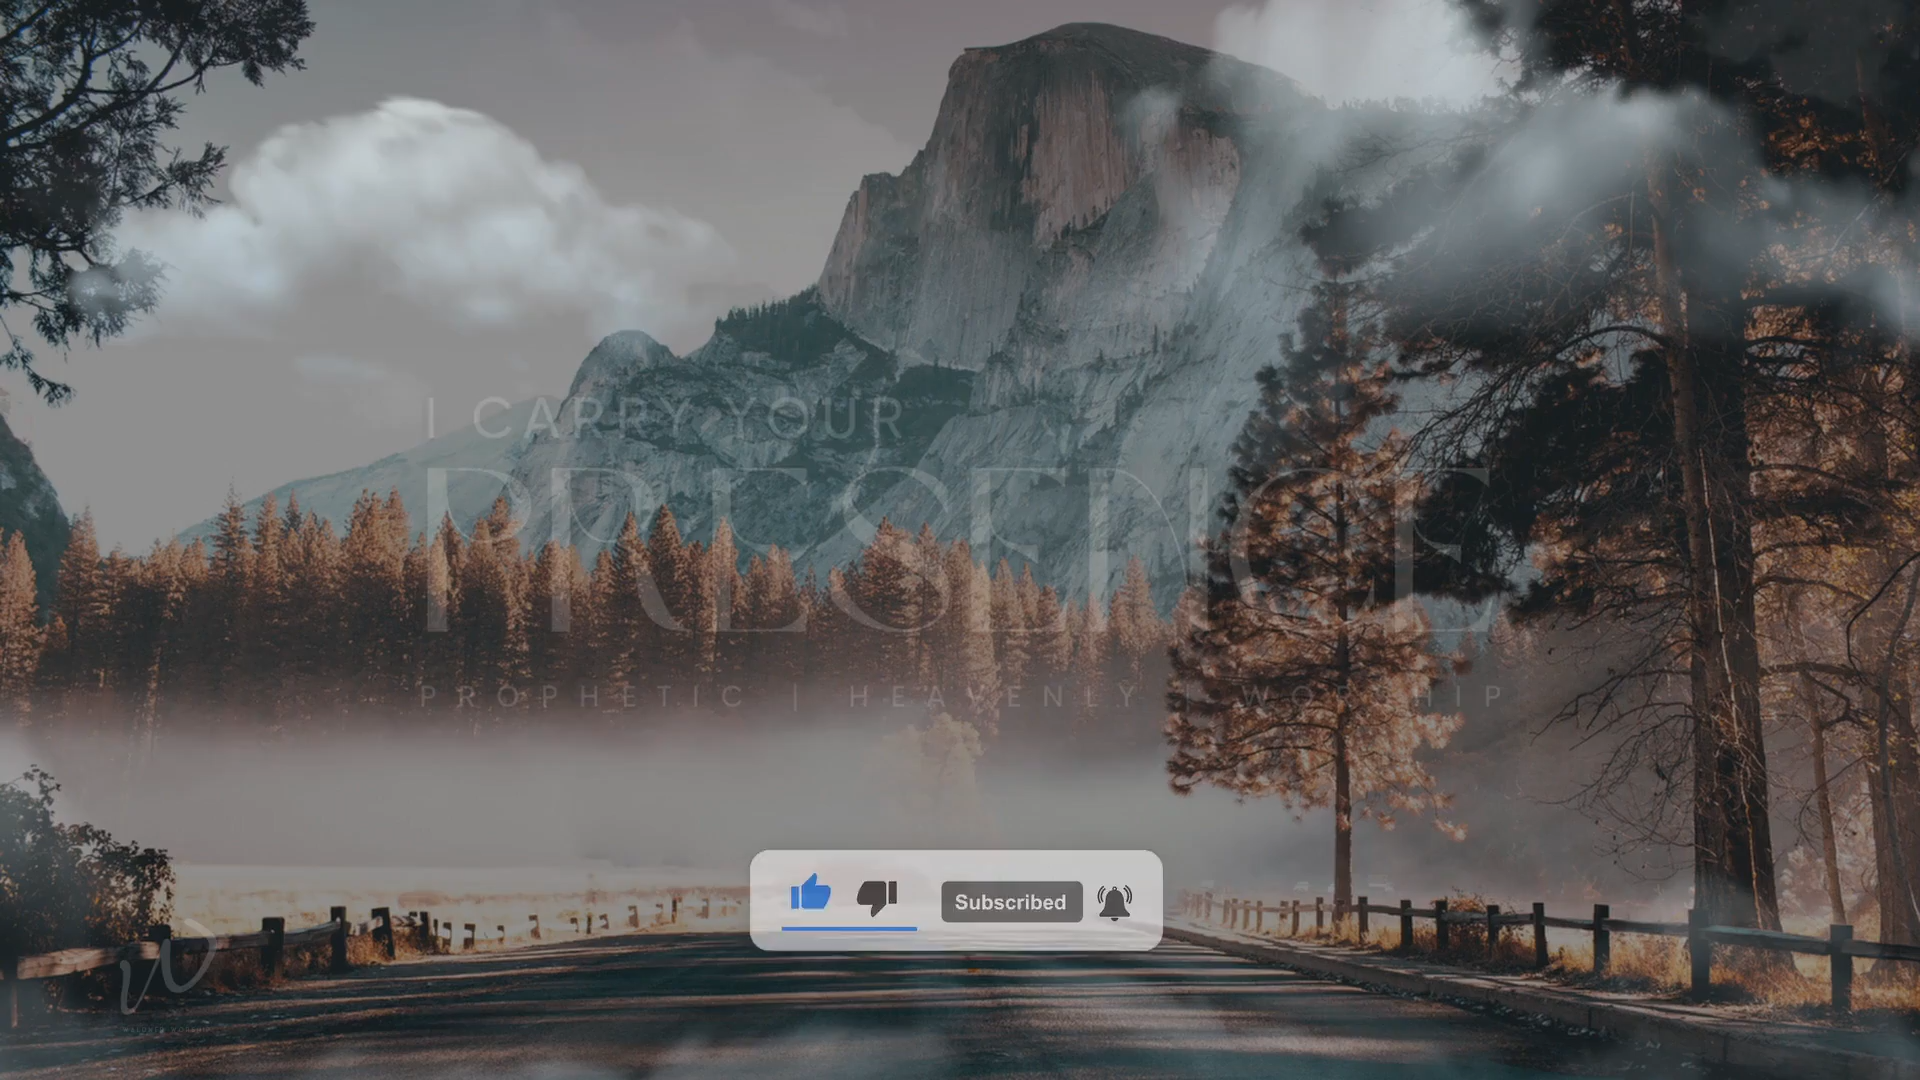 I CARRY YOUR
PRESENCE
PROPHETIC | HEAVENLY | WORSHIP
Subscribed